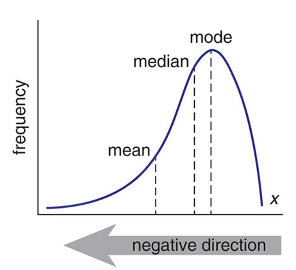 mode
median
mean
frequency
x
negative direction